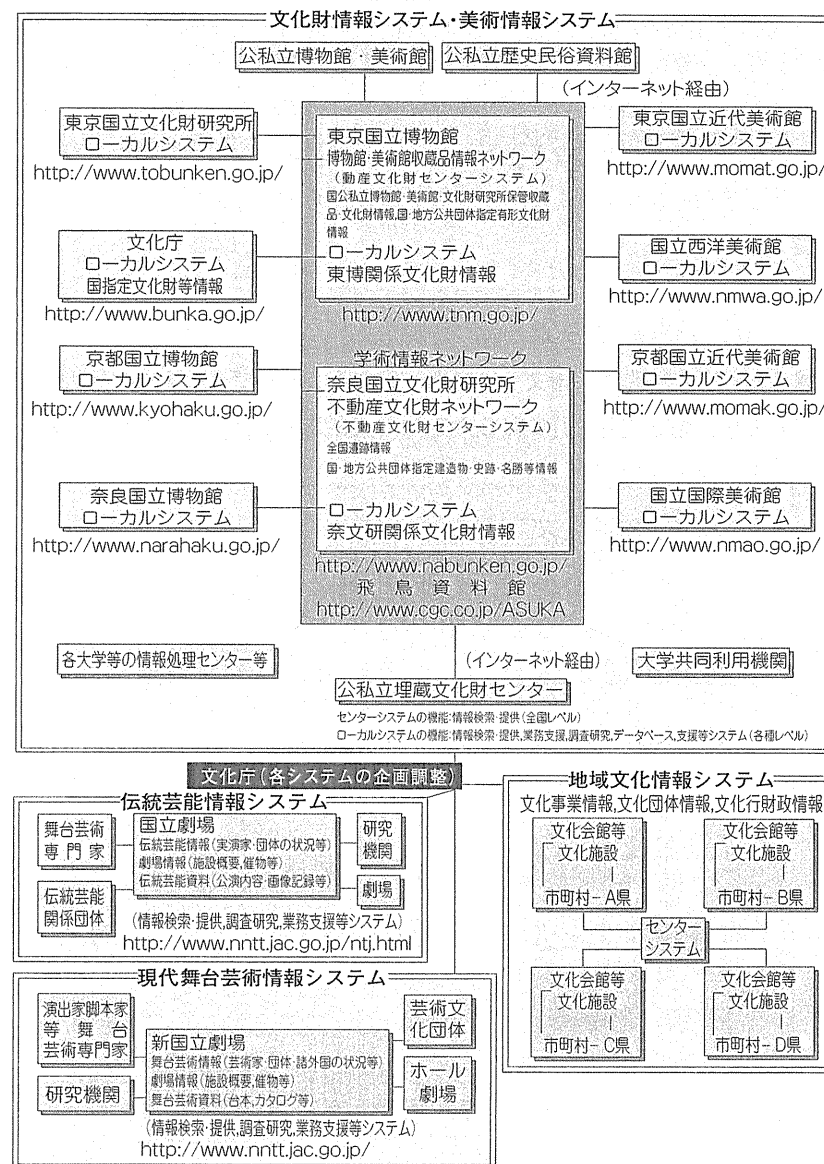 文化財情報システム・美術情報システム
公私立博物館・美術館
公私立歴史民俗資料館
(インターネット経由)
東京国立文化財研究所
ローカルシステム
http://www.tobunken.go.jp/
文化庁
ローカルシステム
国指定文化財等情報
http://www.bunka.go.jp/
京都国立博物館
ローカルシステム
http://www.kyohaku.go.jp/
奈良国立博物館
ローカルシステム
http://www.narahaku.go.jp/
東京国立博物館
博物館・美術館収蔵品情報ネットワーク
(動産文化財センターシステム)
国公私立博物館・美術館・文化財研究所保管収蔵
品・文化財情報,国・地方公共団体指定有形文化財
情報
ローカルシステム
東博関係文化財情報
http://www.tnm.go.jp/
学術情報ネットワーク
奈良国立文化財研究所
不動産文化財ネットワーク
(不動産文化財センターシステム)
全国遺跡情報
国・地方公共団体指定建造物・史跡・名勝等情報
ローカルシステム
奈文研関係文化財情報
http://www.nabunken.go.jp/
飛鳥資料館
http://www.cgc.co.jp/ASUKA
東京国立近代美術館
ローカルシステム
http://www.momat.go.jp/
国立西洋美術館
ローカルシステム
http://www.nmwa.go.jp/
京都国立近代美術館
ローカルシステム
http://www.momak.go.jp/
国立国際美術館
ローカルシステム
http://www.nmao.go.jp/
各大学等の情報処理センター等
(インターネット経由)
大学共同利用機関
公私立埋蔵文化財センター
センターシステムの機能:情報検索・提供(全国レベル)
ローカルシステムの機能:情報検索・提供,業務支援,調査研究,データベース,支援等システム(各種レベル)
文化庁(各システムの企画調整)
伝統芸能情報システム
舞台芸術
専門家
伝統芸能
関係団体
国立劇場
伝統芸能情報(実演家・団体の状況等)
劇場情報(施設概要,催物等)
伝統芸能資料(公演内容・画像記録等)
研究
機関
劇場
(情報検索・提供,調査研究,業務支援等システム)
http://www.nntt.jac.go.jp/ntj.html
現代舞台芸術情報システム
演出家脚本家
等舞台
芸術専門家
研究機関
新国立劇場
舞台芸術情報(芸術家・団体・諸外国の状況等)
劇場情報(施設概要,催物等)
舞台芸術資料(台本,カタログ等)
芸術文
化団体
ホール
劇場
(情報検索・提供,調査研究,業務支援等システム)
http://www.nntt.jac.go.jp/
地域文化情報システム
文化事業情報,文化団体情報,文化行財政情報
文化会館等
文化施設
市町村-A県
文化会館等
文化施設
市町村-B県
センター
システム
文化会館等
文化施設
市町村-C県
文化会館等
文化施設
市町村-D県